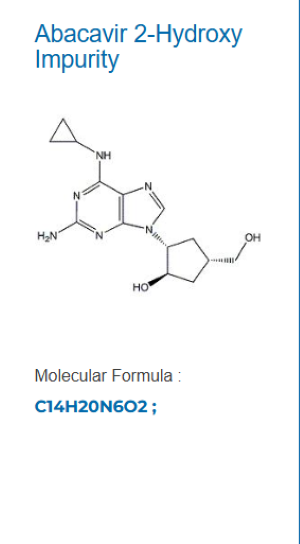 Abacavir 2-Hydroxy
Impurity
NH
N
N
H₂N
N
N
OH
HO
Molecular Formula :
C14H20N6O2 ;